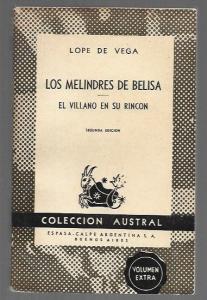 LOPE DE VEGA
LOS MELINDRES DE BELISA
EL VILLANO EN SU RINCON
SEGUNDA EDICION
COLECCION AUSTRAL
ESPASA-CALPE ARGENTINA S. A.
BUENOS AIRES
VOLUMEN
EXTRA